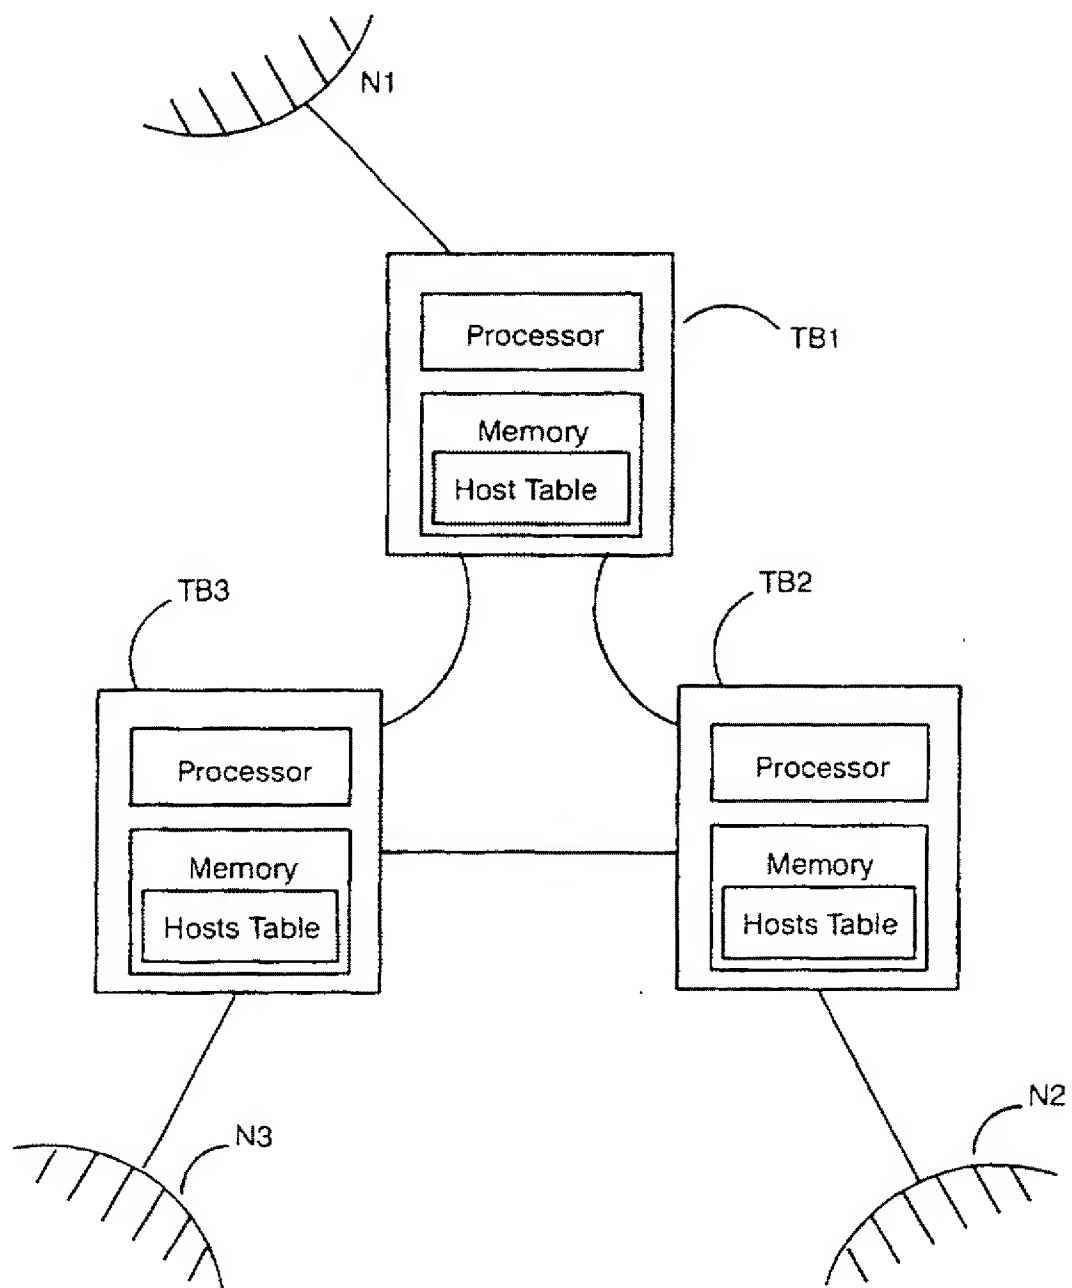 N1
Processor
TB1
Memory
Host Table
TB3
TB2
Processor
Processor
Memory
Memory
Hosts Table
Hosts Table
N3
N2